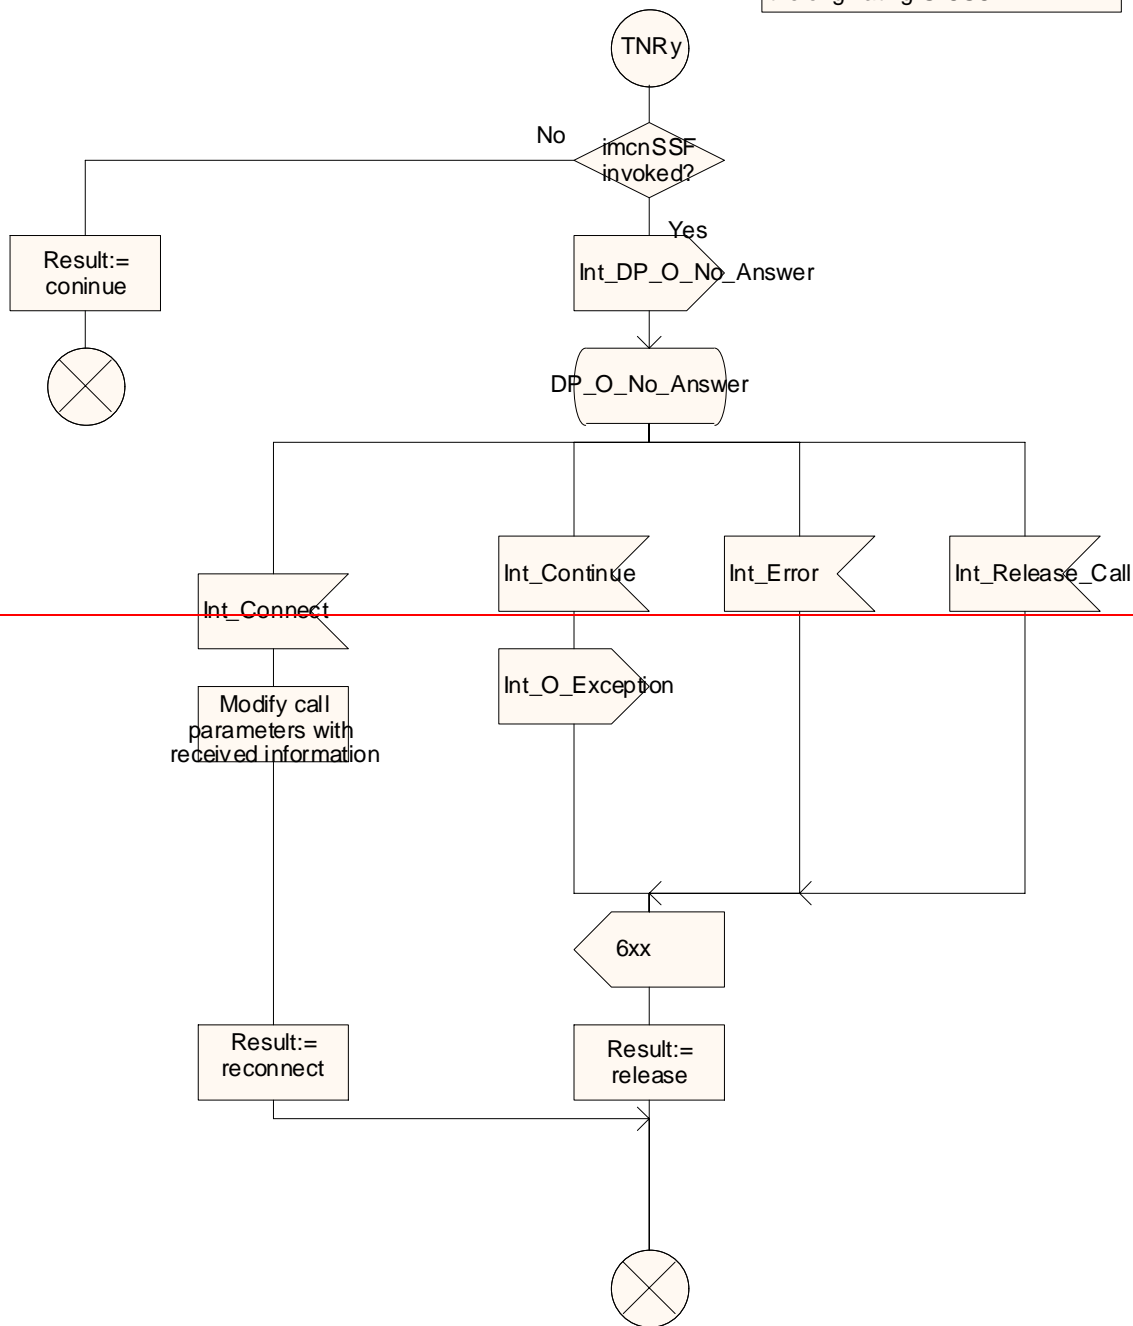 TNRy
No
imcnSSF
invoked?
Yes
Result:=
coninue
Int_DP_O_No_Answer
DP_O_No_Answer
Int_Continue
Int_Error
Int_Release_Call
Int_Connect
Int_O_Exception
Modify call
parameters with
received information
6xx
Result:=
reconnect
Result:=
release